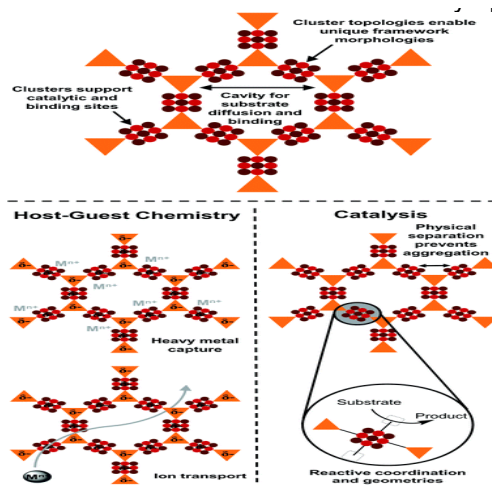 Cluster topologies enable
unique framework
morphologies
Clusters support
catalytic and
binding sites
Cavity for
substrate
diffusion and
binding
Host-Guest Chemistry
δ– δ–
Mⁿ⁺ Mⁿ⁺
δ– δ– δ–
Mⁿ⁺
δ– δ–
Mⁿ⁺ Mⁿ⁺
δ– δ– δ–
Mⁿ⁺
Heavy metal
capture
Mⁿ⁺
Ion transport
Catalysis
Physical
separation
prevents
aggregation
Substrate
Product
Reactive coordination
and geometries